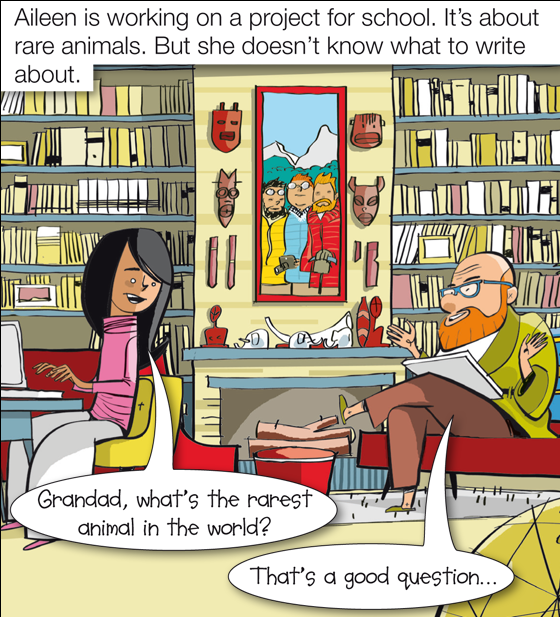 Aileen is working on a project for school. It's about
rare animals. But she doesn't know what to write
about.
Grandad, what's the rarest
animal in the world?
That's a good question...